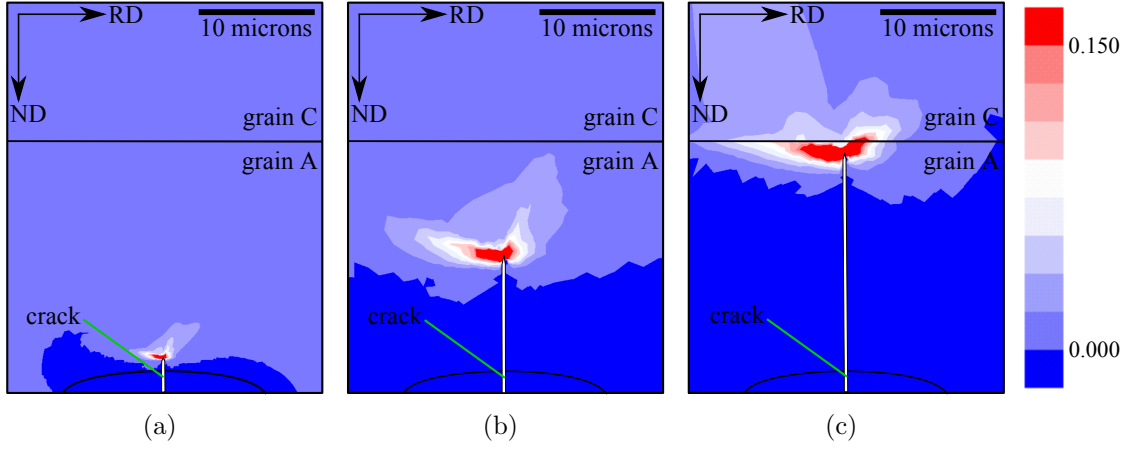 RD
10 microns
ND
grain C
grain A
crack
(a)
RD
10 microns
ND
grain C
grain A
crack
(b)
RD
10 microns
ND
grain C
grain A
crack
(c)
0.150
0.000